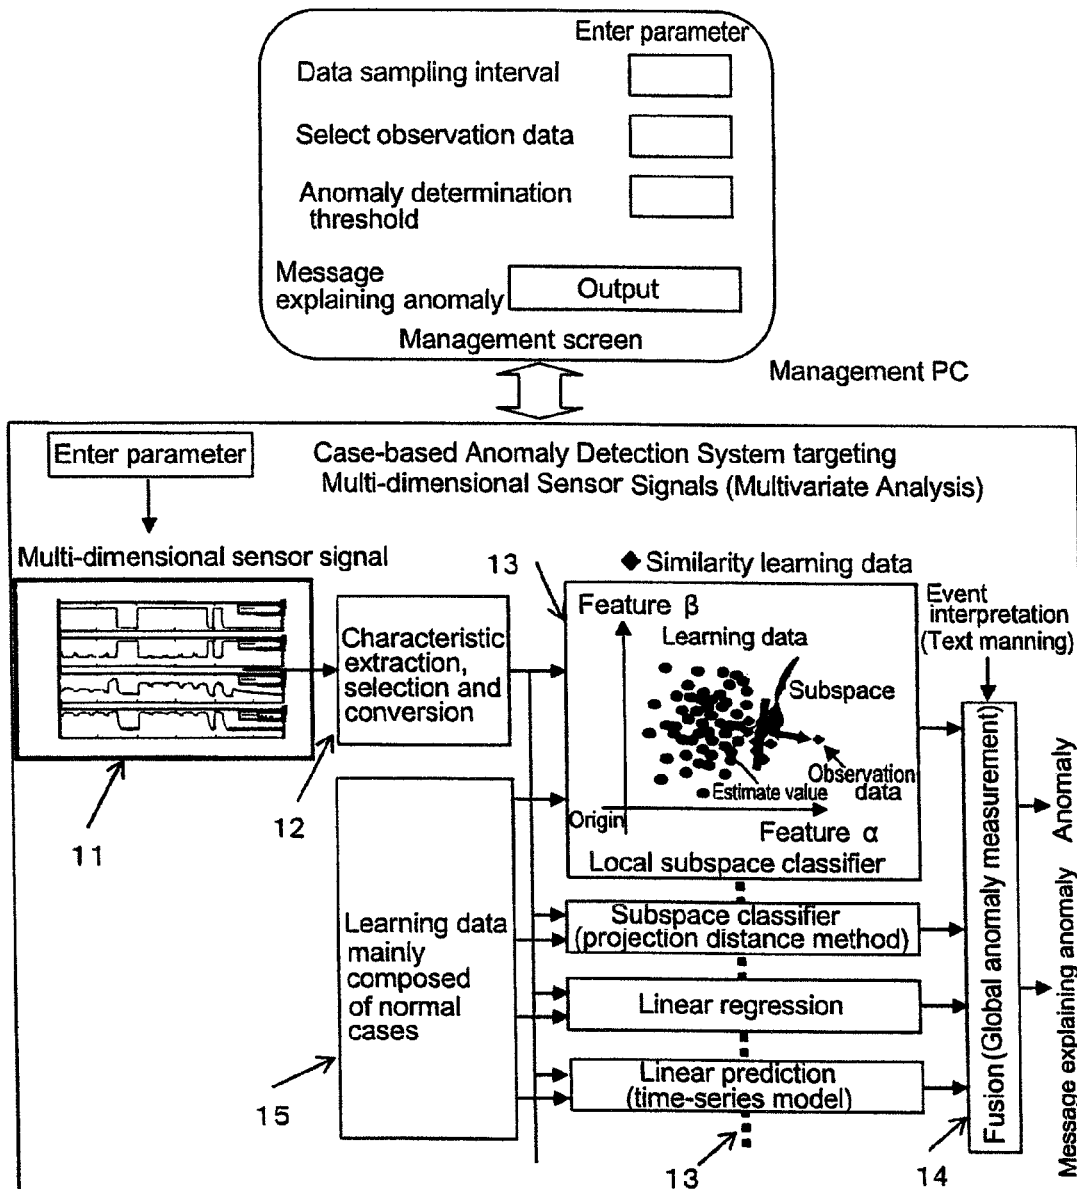 Enter parameter
Data sampling interval
Select observation data
Anomaly determination
threshold
Message
explaining anomaly
Output
Management screen
Management PC
Enter parameter
Case-based Anomaly Detection System targeting
Multi-dimensional Sensor Signals (Multivariate Analysis)
Multi-dimensional sensor signal
11
Characteristic
extraction,
selection and
conversion
12
13
◆ Similarity learning data
Feature β
Learning data
Subspace
Observation
data
Estimate value
Origin
Feature α
Local subspace classifier
Event
interpretation
(Text manning)
Learning data
mainly
composed
of normal
cases
15
Subspace classifier
(projection distance method)
Linear regression
Linear prediction
(time-series model)
13
Fusion (Global anomaly measurement)
14
Anomaly
Message explaining anomaly